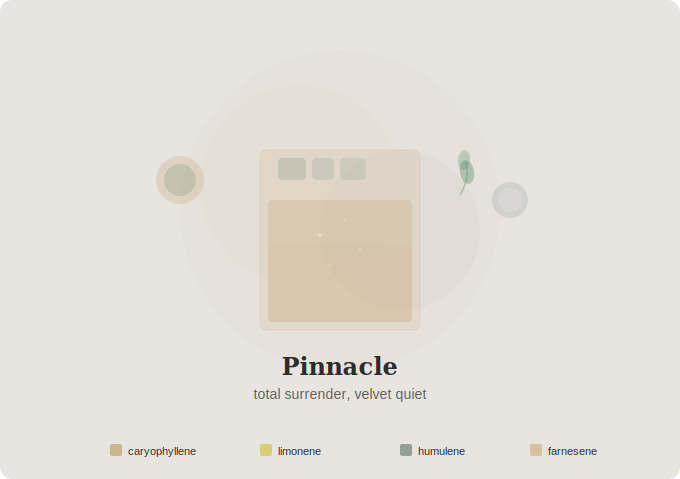 Pinnacle
total surrender, velvet quiet
caryophyllene limonene humulene farnesene